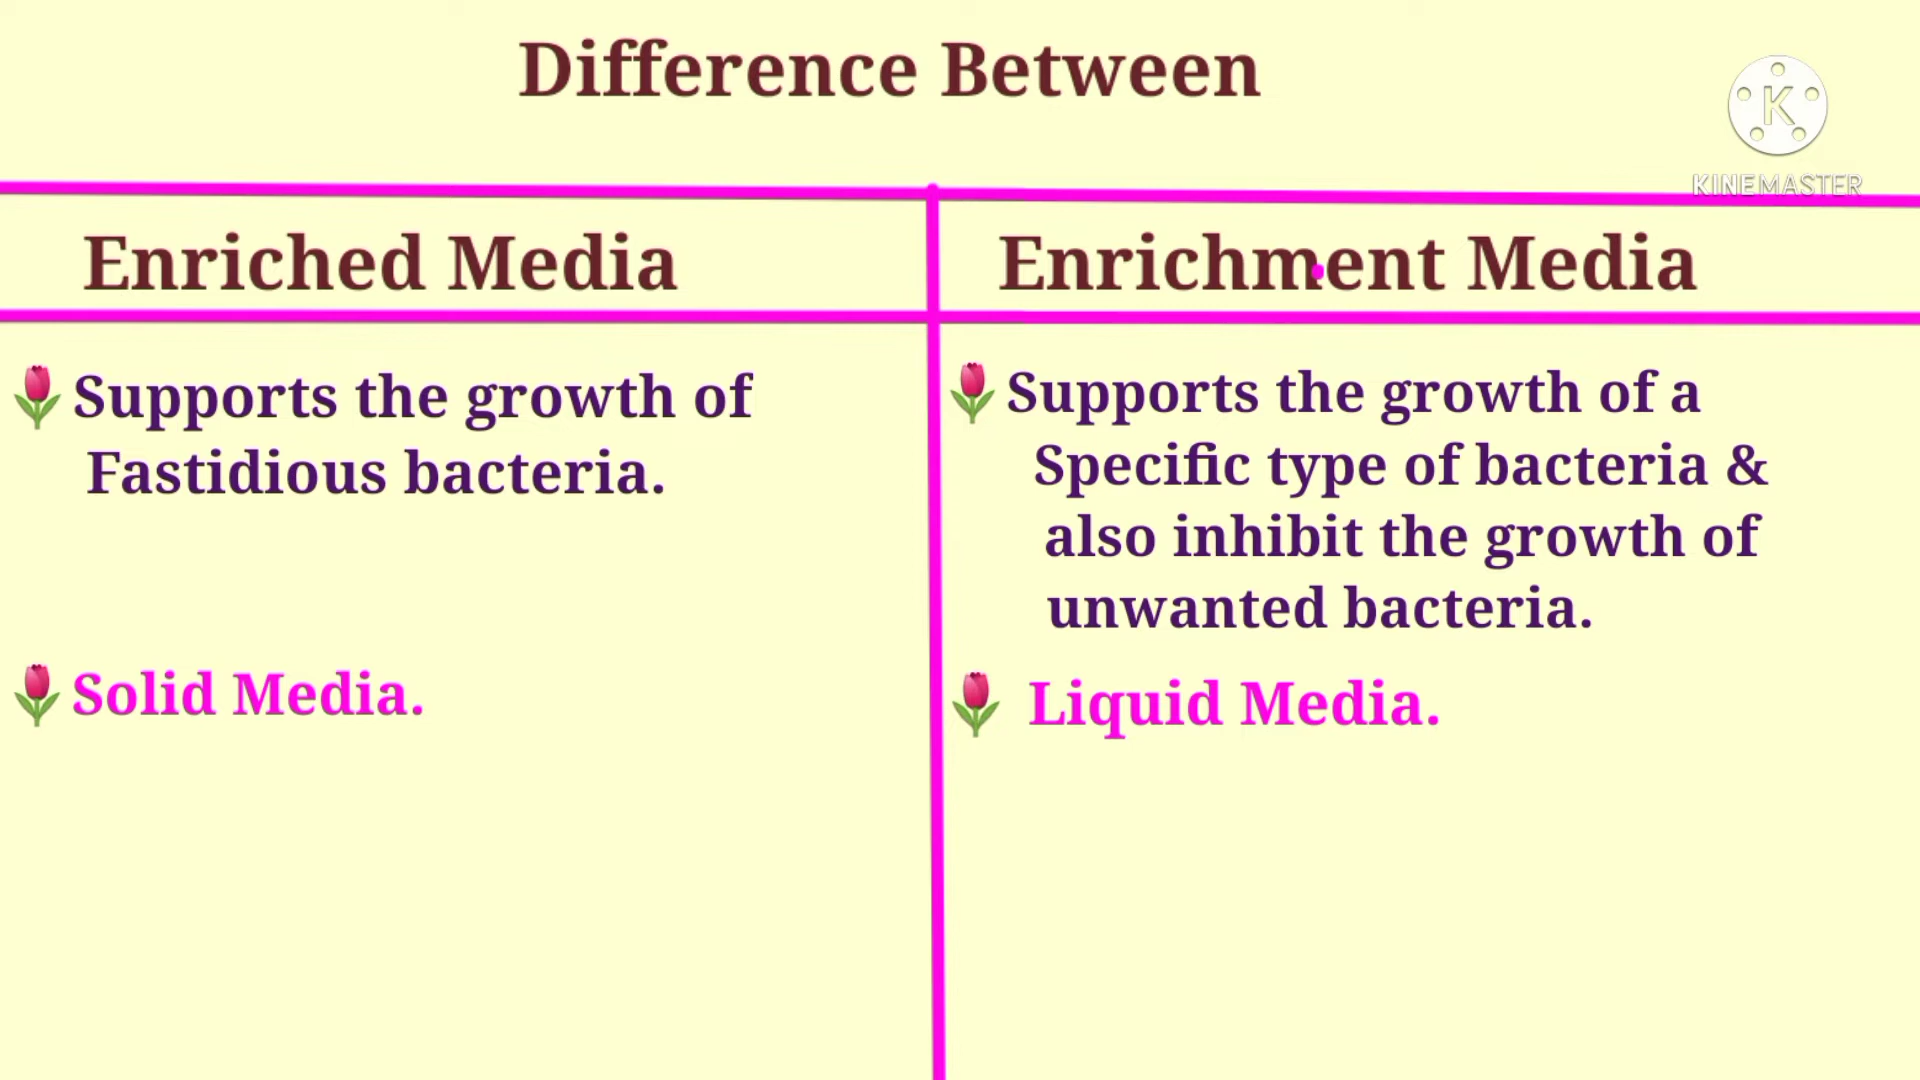 Difference Between
K
KINEMASTER
Enriched Media
Enrichment Media
Supports the growth of
Fastidious bacteria.
Solid Media.
Supports the growth of a
Specific type of bacteria &
also inhibit the growth of
unwanted bacteria.
Liquid Media.